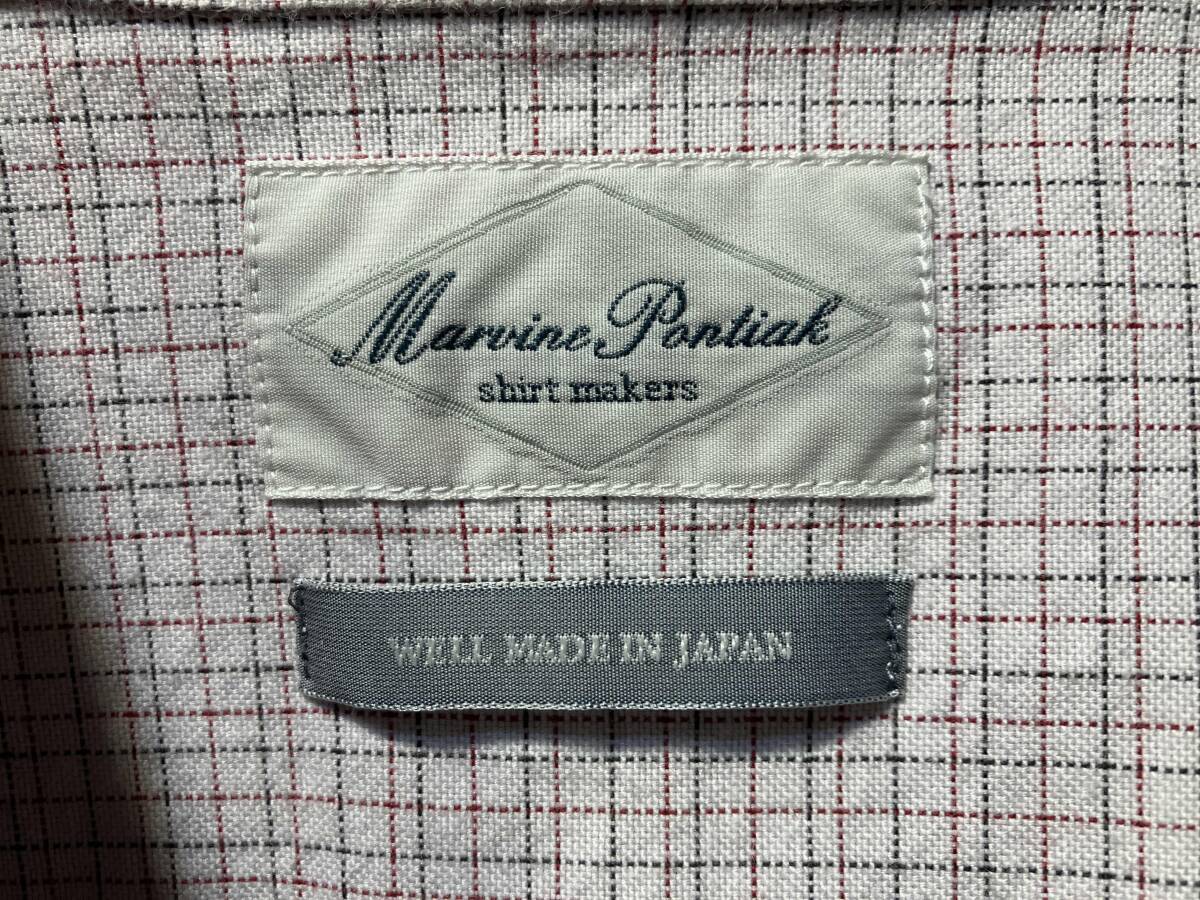 Marvine Pontiak
shirt makers
WELL MADE IN JAPAN